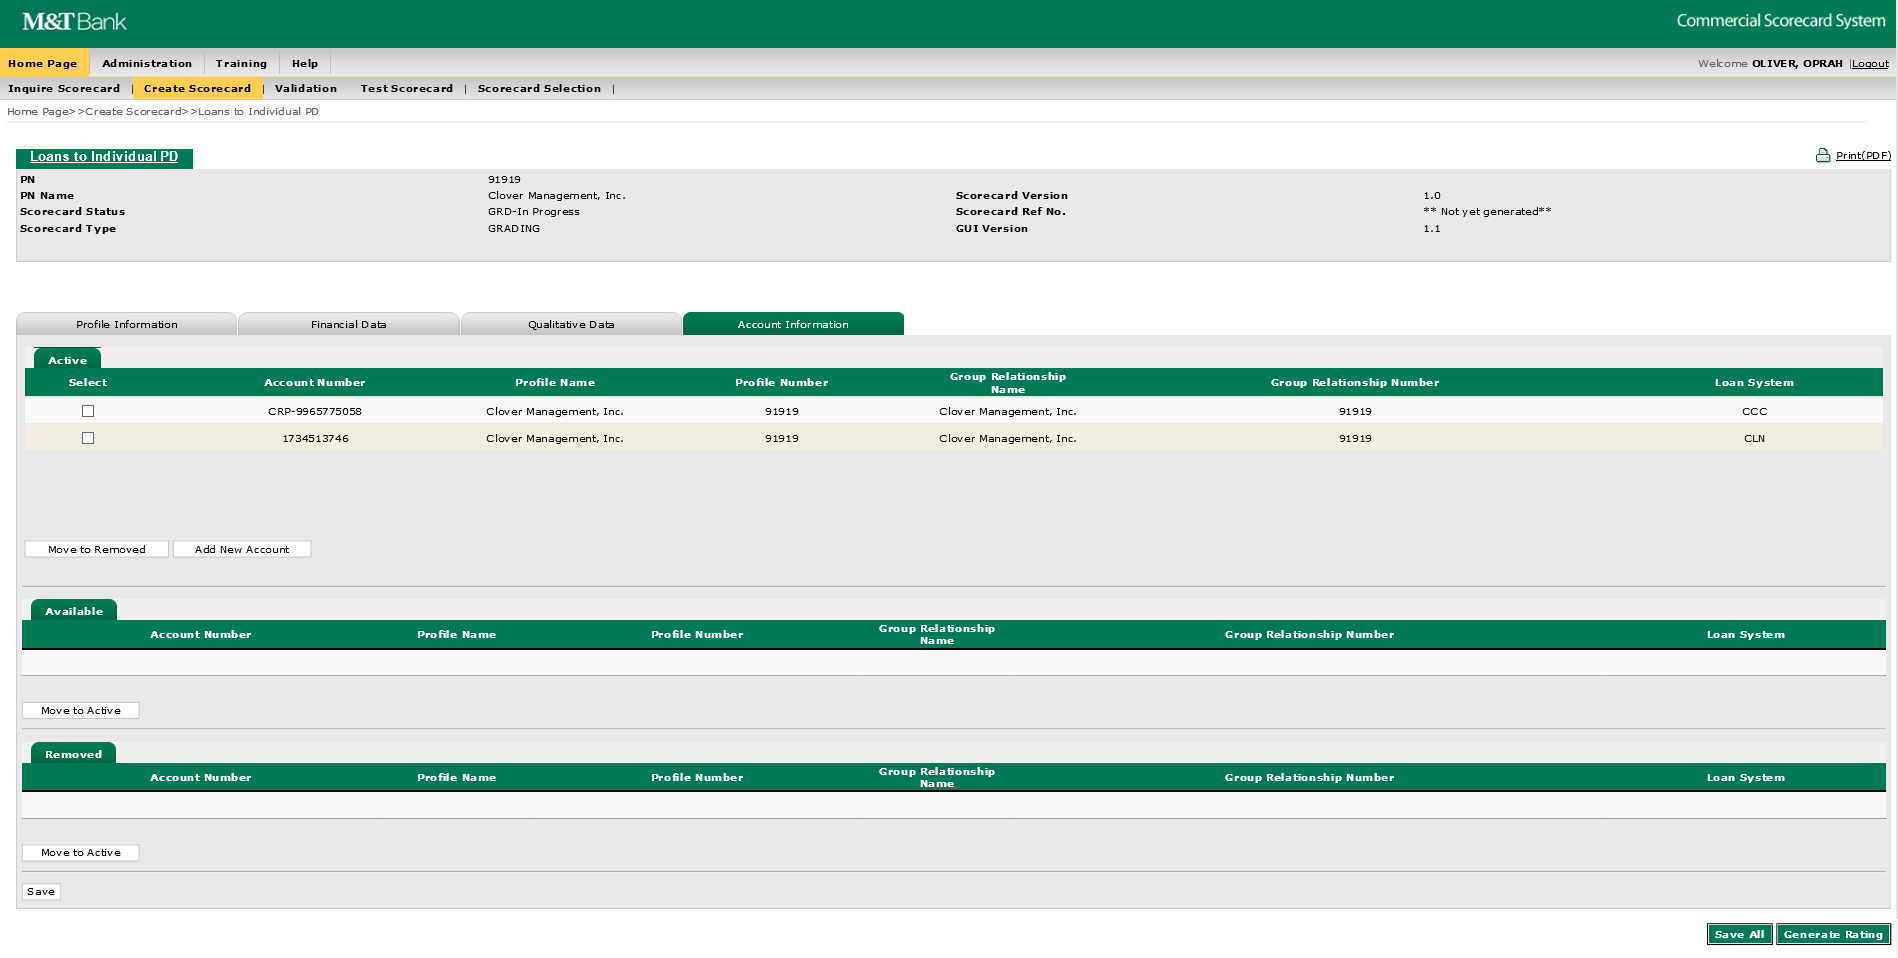 M&T Bank
Commercial Scorecard System
Home Page Administration Training Help
Welcome OLIVER, OPRAH |Logout
Inquire Scorecard | Create Scorecard | Validation Test Scorecard | Scorecard Selection |
Home Page>>Create Scorecard>>Loans to Individual PD
Loans to Individual PD
Print(PDF)
PN 91919
PN Name Clover Management, Inc. Scorecard Version 1.0
Scorecard Status GRD-In Progress Scorecard Ref No. ** Not yet generated**
Scorecard Type GRADING GUI Version 1.1
Profile Information Financial Data Qualitative Data Account Information
Active
Select Account Number Profile Name Profile Number Group Relationship Name Group Relationship Number Loan System
CRP-9965775058 Clover Management, Inc. 91919 Clover Management, Inc. 91919 CCC
1734513746 Clover Management, Inc. 91919 Clover Management, Inc. 91919 CLN
Move to Removed Add New Account
Available
Account Number Profile Name Profile Number Group Relationship Name Group Relationship Number Loan System
Move to Active
Removed
Account Number Profile Name Profile Number Group Relationship Name Group Relationship Number Loan System
Move to Active
Save
Save All Generate Rating